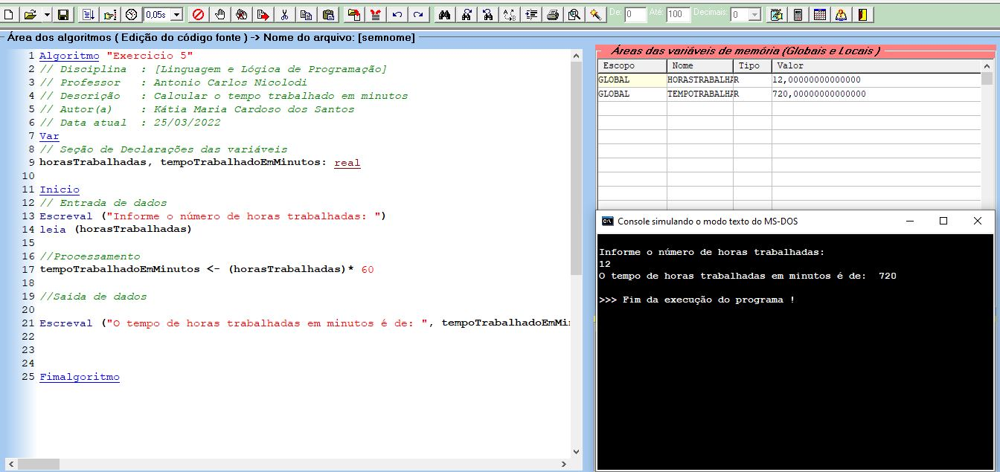 0,05s
De: 0 Até: 100 Decimais: 0
Área dos algoritmos ( Edição do código fonte ) -> Nome do arquivo: [semnome]
1 Algoritmo "Exercicio 5"
2 // Disciplina : [Linguagem e Lógica de Programação]
3 // Professor : Antonio Carlos Nicolodi
4 // Descrição : Calcular o tempo trabalhado em minutos
5 // Autor(a) : Kátia Maria Cardoso dos Santos
6 // Data atual : 25/03/2022
7 Var
8 // Seção de Declarações das variáveis
9 horasTrabalhadas, tempoTrabalhadoEmMinutos: real
10
11 Inicio
12 // Entrada de dados
13 Escreval ("Informe o número de horas trabalhadas: ")
14 leia (horasTrabalhadas)
15
16 //Processamento
17 tempoTrabalhadoEmMinutos <- (horasTrabalhadas)* 60
18
19 //Saída de dados
20
21 Escreval ("O tempo de horas trabalhadas em minutos é de: ", tempoTrabalhadoEmMi
22
23
24
25 Fimalgoritmo
Áreas das variáveis de memória (Globais e Locais )
Escopo Nome Tipo Valor
GLOBAL HORASTRABALHA R 12,00000000000000
GLOBAL TEMPOTRABALHA R 720,00000000000000
Console simulando o modo texto do MS-DOS
Informe o número de horas trabalhadas:
12
O tempo de horas trabalhadas em minutos é de: 720
>>> Fim da execução do programa !